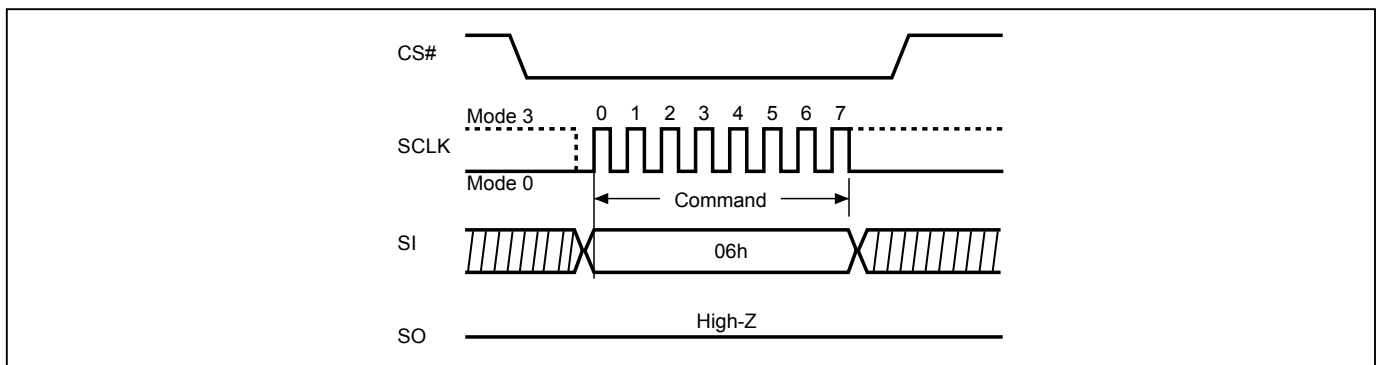 CS#
Mode 3 0 1 2 3 4 5 6 7
SCLK
Mode 0
Command
SI 06h
High-Z
SO